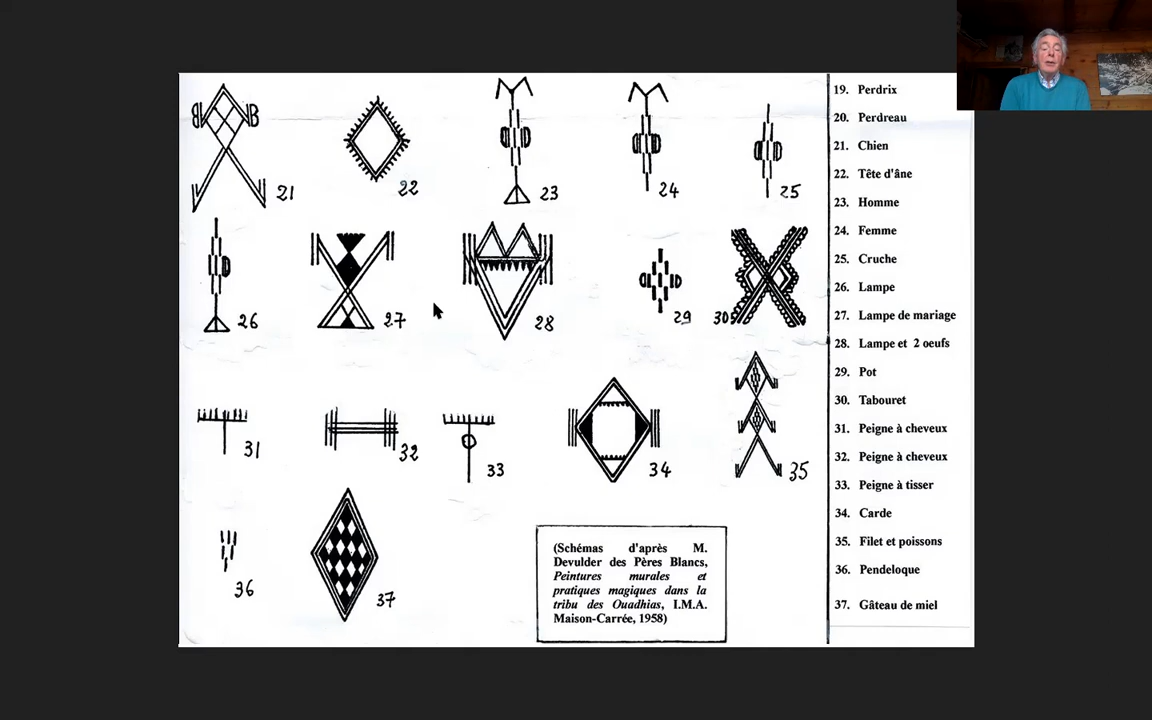 21
22
23
24
25
26
27
28
29
30
31
32
33
34
35
36
37
(Schémas d'après M.
Devulder des Pères Blancs,
Peintures murales et
pratiques magiques dans la
tribu des Ouadhias, I.M.A.
Maison-Carrée, 1958)
19. Perdrix
20. Perdreau
21. Chien
22. Tête d'âne
23. Homme
24. Femme
25. Cruche
26. Lampe
27. Lampe de mariage
28. Lampe et 2 oeufs
29. Pot
30. Tabouret
31. Peigne à cheveux
32. Peigne à cheveux
33. Peigne à tisser
34. Carde
35. Filet et poissons
36. Pendeloque
37. Gâteau de miel